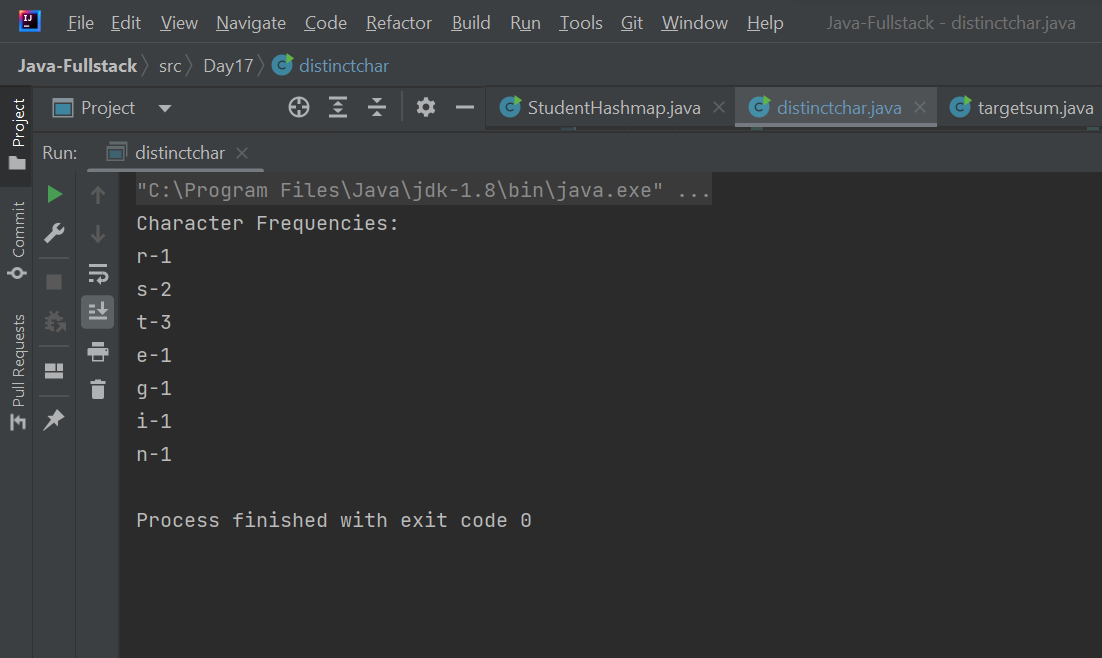 File Edit View Navigate Code Refactor Build Run Tools Git Window Help Java-Fullstack - distinctchar.java
Java-Fullstack src Day17 distinctchar
Project StudentHashmap.java distinctchar.java targetsum.java
Run: distinctchar
"C:\Program Files\Java\jdk-1.8\bin\java.exe" ...
Character Frequencies:
r-1
s-2
t-3
e-1
g-1
i-1
n-1
Process finished with exit code 0
Project
Commit
Pull Requests